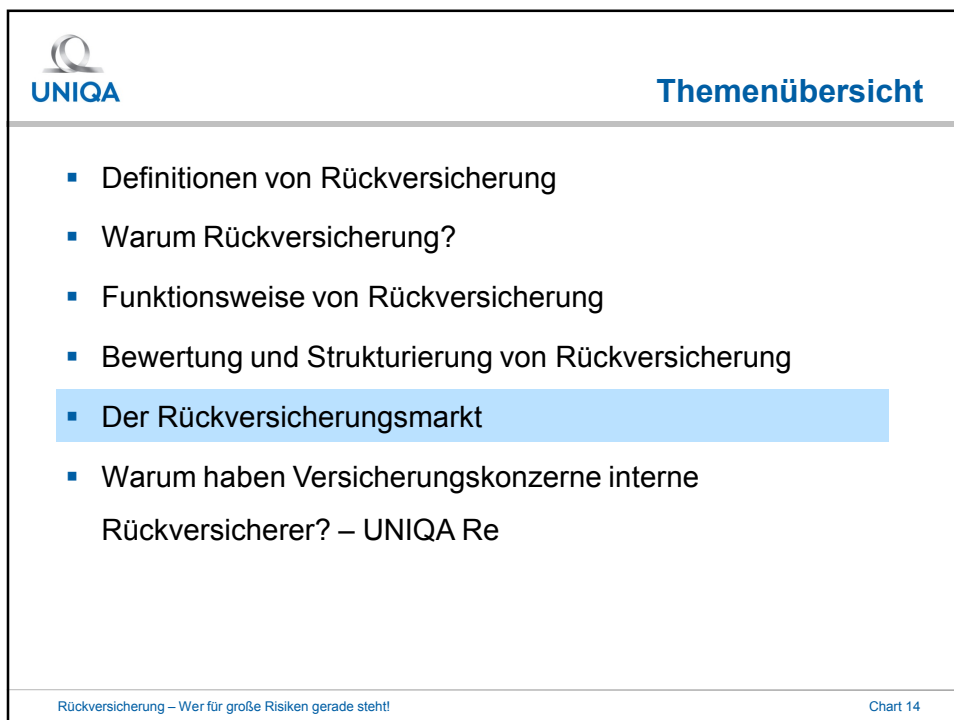 UNIQA
Themenübersicht
▪ Definitionen von Rückversicherung
▪ Warum Rückversicherung?
▪ Funktionsweise von Rückversicherung
▪ Bewertung und Strukturierung von Rückversicherung
▪ Der Rückversicherungsmarkt
▪ Warum haben Versicherungskonzerne interne
Rückversicherer? – UNIQA Re
Rückversicherung – Wer für große Risiken gerade steht!
Chart 14